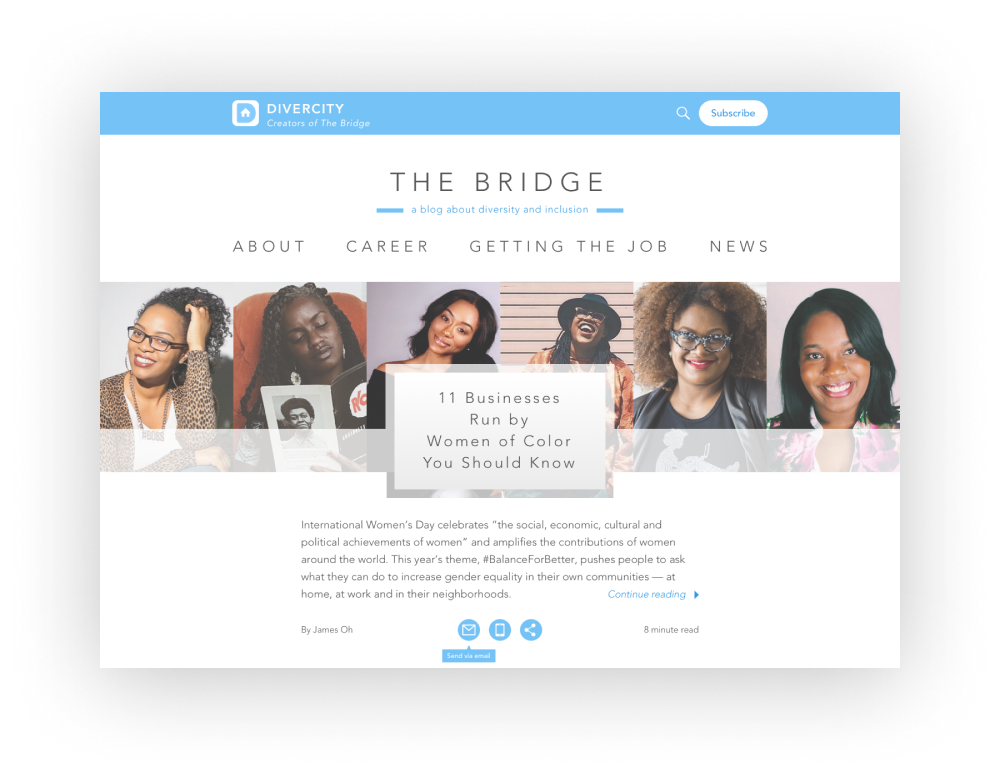 DIVERCITY
Creators of The Bridge
Subscribe
THE BRIDGE
a blog about diversity and inclusion
ABOUT CAREER GETTING THE JOB NEWS
BOSS
11 Businesses
Run by
Women of Color
You Should Know
International Women’s Day celebrates “the social, economic, cultural and
political achievements of women” and amplifies the contributions of women
around the world. This year’s theme, #BalanceForBetter, pushes people to ask
what they can do to increase gender equality in their own communities — at
home, at work and in their neighborhoods.
Continue reading
By James Oh
8 minute read
Send via email